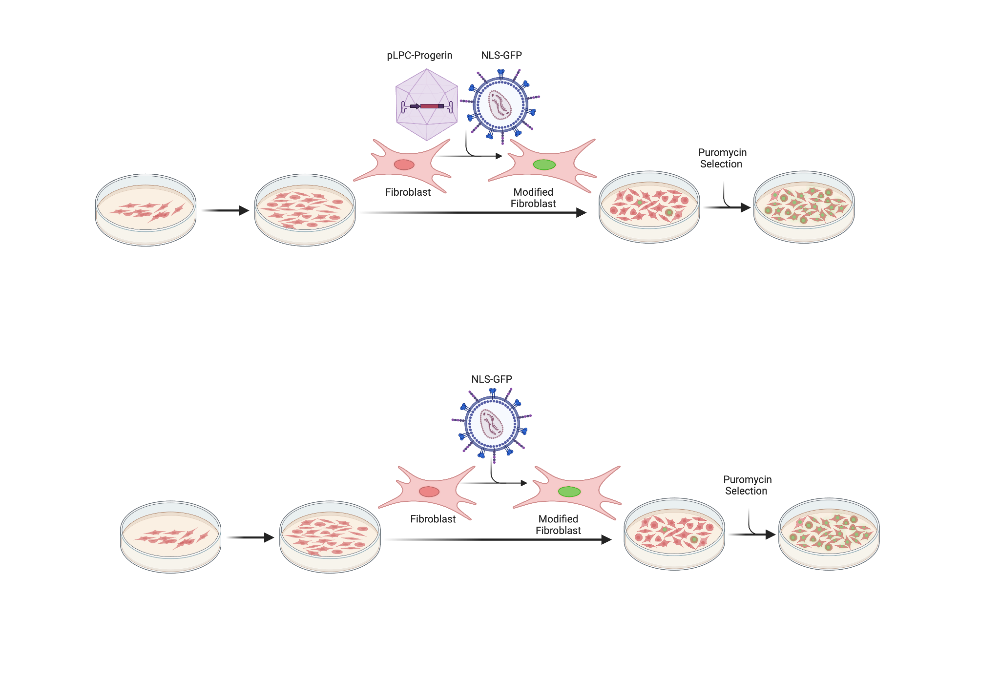 pLPC-Progerin
NLS-GFP
Puromycin
Selection
Fibroblast
Modified
Fibroblast
NLS-GFP
Puromycin
Selection
Fibroblast
Modified
Fibroblast